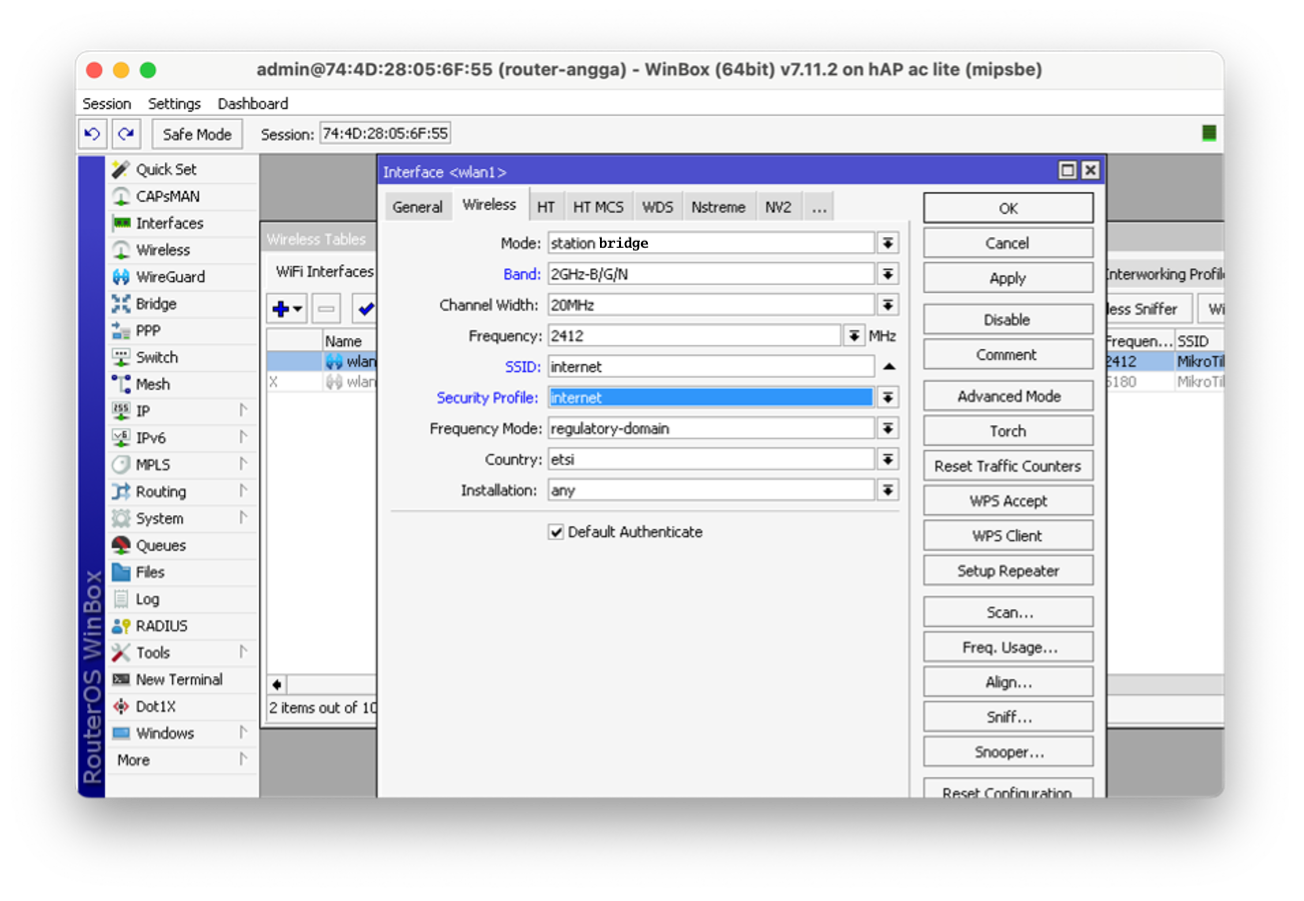 admin@74:4D:28:05:6F:55 (router-angga) - WinBox (64bit) v7.11.2 on hAP ac lite (mipsbe)
Session Settings Dashboard
Safe Mode Session: 74:4D:28:05:6F:55
RouterOS WinBox
Quick Set
CAPsMAN
Interfaces
Wireless
WireGuard
Bridge
PPP
Switch
Mesh
IP
IPv6
MPLS
Routing
System
Queues
Files
Log
RADIUS
Tools
New Terminal
Dot1X
Windows
More
Wireless Tables
WiFi Interfaces
Name
wlan
X wlan
2 items out of 10
Interface <wlan1>
General Wireless HT HT MCS WDS Nstreme NV2 ...
Mode: station bridge
Band: 2GHz-B/G/N
Channel Width: 20MHz
Frequency: 2412 MHz
SSID: internet
Security Profile: internet
Frequency Mode: regulatory-domain
Country: etsi
Installation: any
Default Authenticate
OK
Cancel
Apply
Disable
Comment
Advanced Mode
Torch
Reset Traffic Counters
WPS Accept
WPS Client
Setup Repeater
Scan...
Freq. Usage...
Align...
Sniff...
Snooper...
Reset Configuration
Interworking Profil
less Sniffer Wi
Frequen... SSID
2412 MikroTil
5180 MikroTil